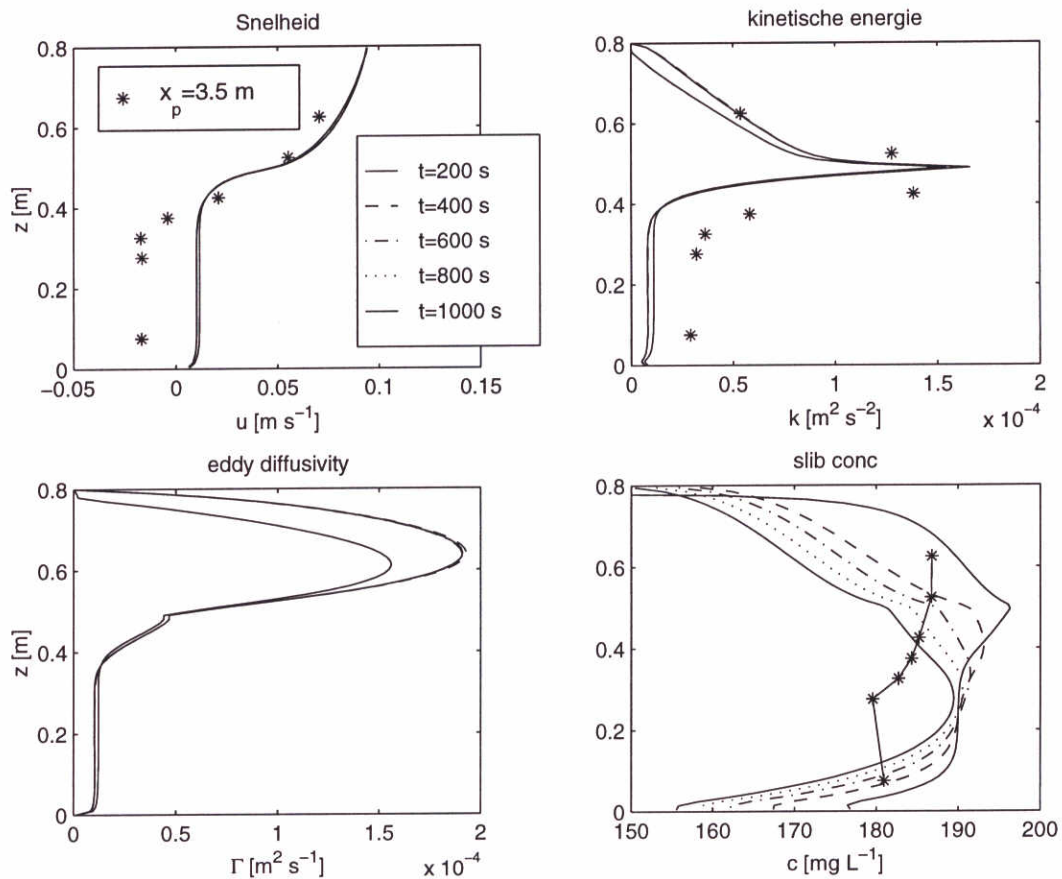 Snelheid
0.8
0.6
0.4
0.2
0
z [m]
−0.05
0
0.05
0.1
0.15
u [m s⁻¹]
x_p=3.5 m
t=200 s
t=400 s
t=600 s
t=800 s
t=1000 s
kinetische energie
0.8
0.6
0.4
0.2
0
0
0.5
1
1.5
2
k [m² s⁻²]
x 10⁻⁴
eddy diffusivity
0.8
0.6
0.4
0.2
0
z [m]
0
0.5
1
1.5
2
Γ [m² s⁻¹]
x 10⁻⁴
slib conc
0.8
0.6
0.4
0.2
0
150
160
170
180
190
200
c [mg L⁻¹]